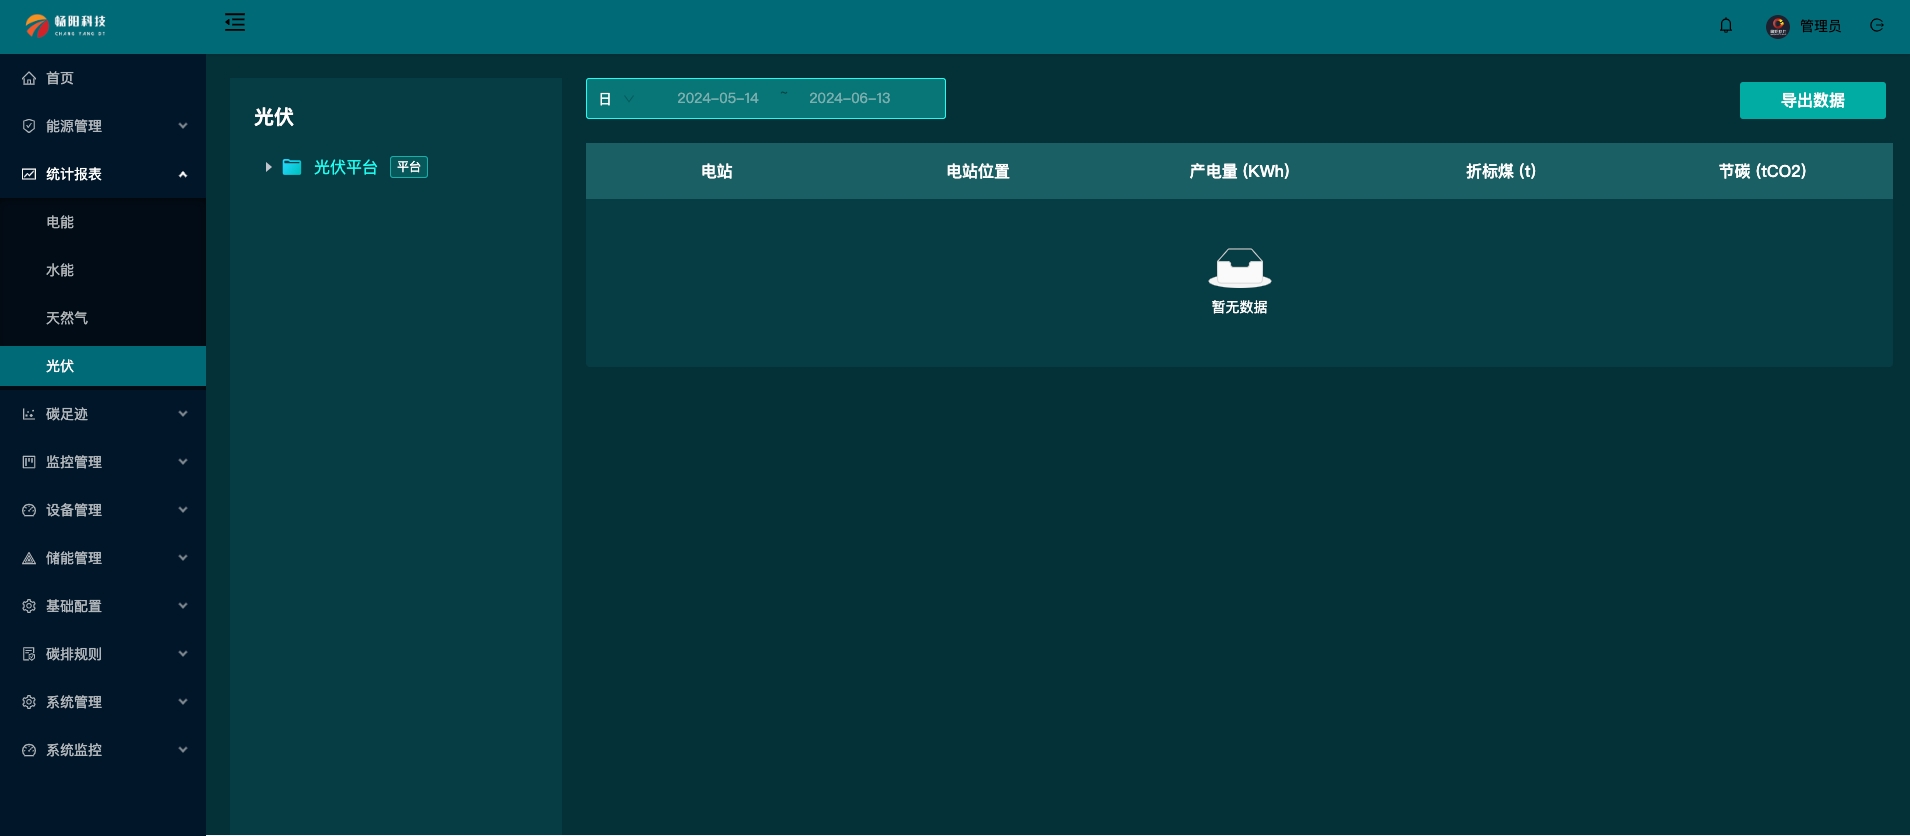 畅阳科技
管理员
首页
能源管理
统计报表
电能
水能
天然气
光伏
碳足迹
监控管理
设备管理
储能管理
基础配置
碳排规则
系统管理
系统监控
光伏
光伏平台 平台
日 2024-05-14 ~ 2024-06-13
导出数据
电站 电站位置 产电量 (KWh) 折标煤 (t) 节碳 (tCO2)
暂无数据